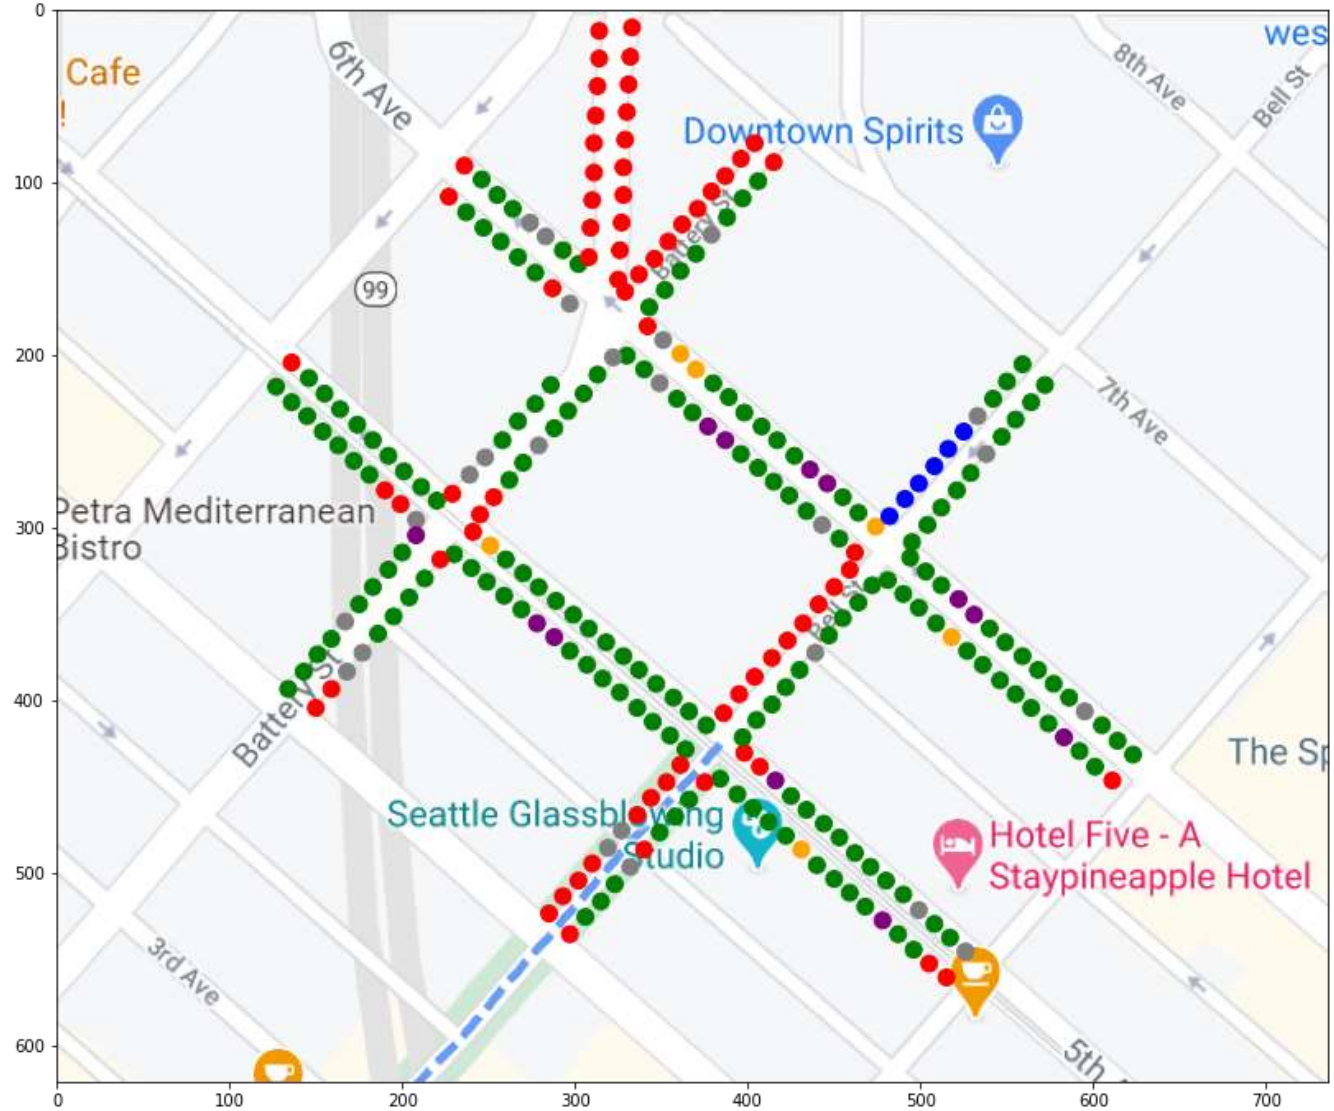 0
100
200
300
400
500
600
0
100
200
300
400
500
600
700
Cafe
!
6th Ave
Downtown Spirits
8th Ave
Bell St
wes
Battery St
99
7th Ave
Petra Mediterranean
Bistro
Bell St
Battery St
The Sp
Seattle Glassblowing
Studio
Hotel Five - A
Staypineapple Hotel
3rd Ave
5th